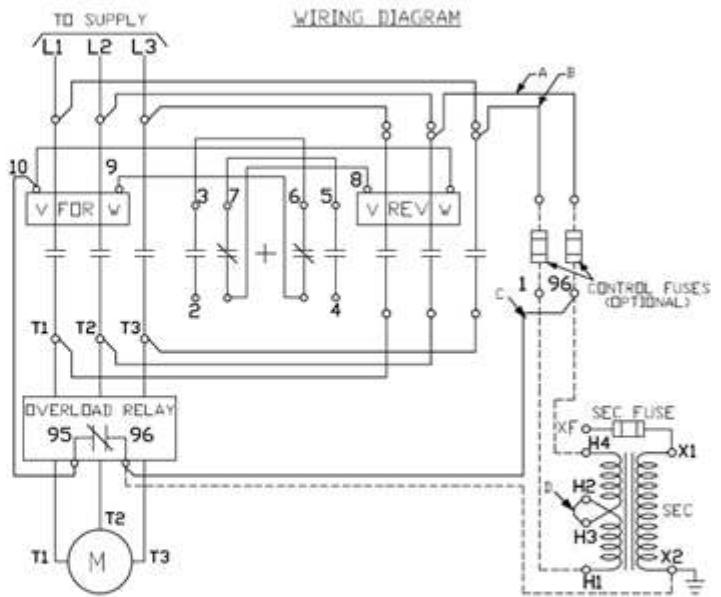 TO SUPPLY
WIRING DIAGRAM
L1 L2 L3
A B
10 9 3 7 6 5 8
V FOR W
V REV W
1 96
CONTROL FUSES
(OPTIONAL)
C
2 4
T1 T2 T3
OVERLOAD RELAY
95 96
SEC FUSE
XF
H4 X1
D H2
SEC
H3
T2
X2
T1 M T3
H1